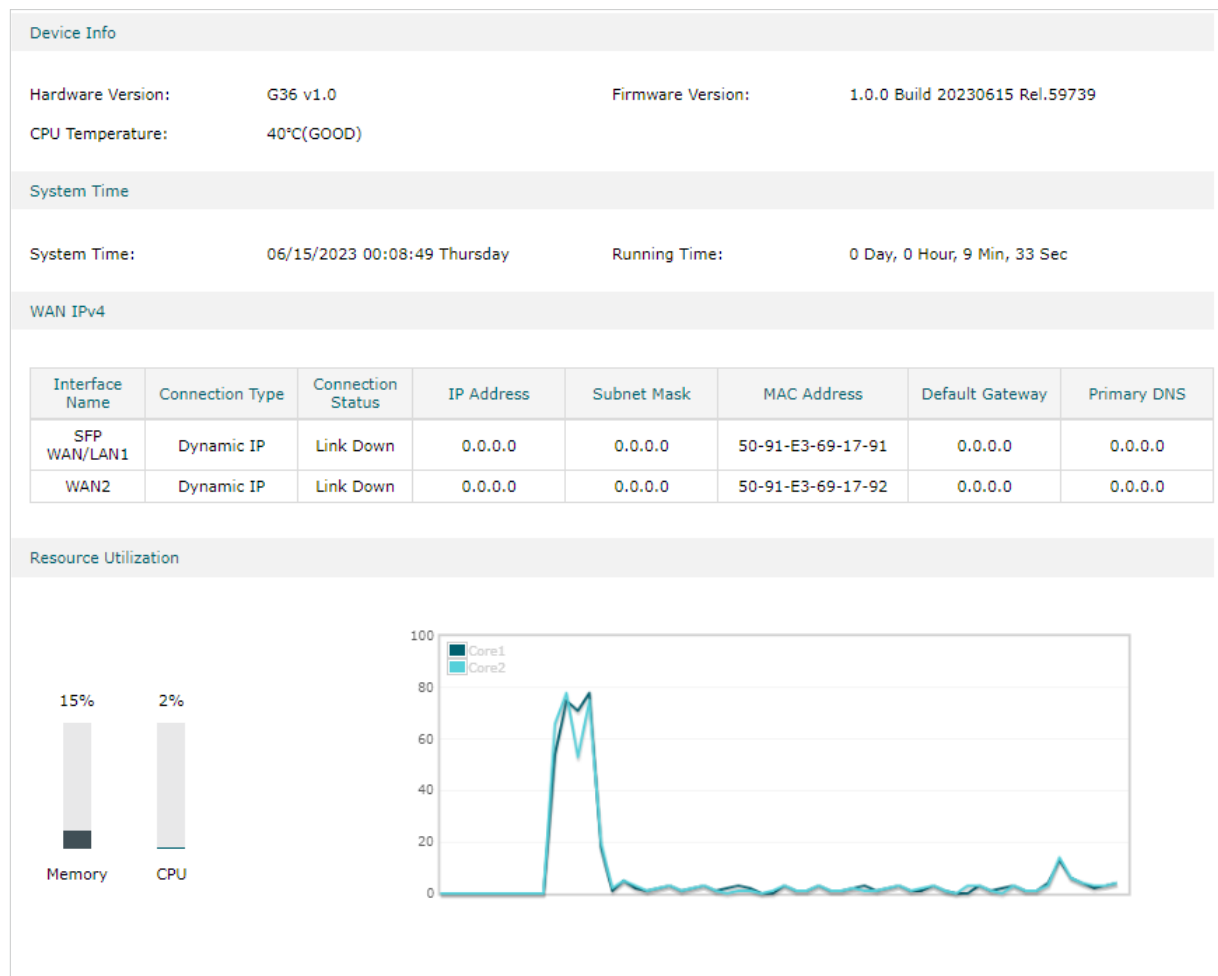 Device Info
Hardware Version: G36 v1.0 Firmware Version: 1.0.0 Build 20230615 Rel.59739
CPU Temperature: 40°C(GOOD)
System Time
System Time: 06/15/2023 00:08:49 Thursday Running Time: 0 Day, 0 Hour, 9 Min, 33 Sec
WAN IPv4
Interface Name Connection Type Connection Status IP Address Subnet Mask MAC Address Default Gateway Primary DNS
SFP WAN/LAN1 Dynamic IP Link Down 0.0.0.0 0.0.0.0 50-91-E3-69-17-91 0.0.0.0 0.0.0.0
WAN2 Dynamic IP Link Down 0.0.0.0 0.0.0.0 50-91-E3-69-17-92 0.0.0.0 0.0.0.0
Resource Utilization
15% 2%
Memory CPU
100
80
60
40
20
0
Core1
Core2